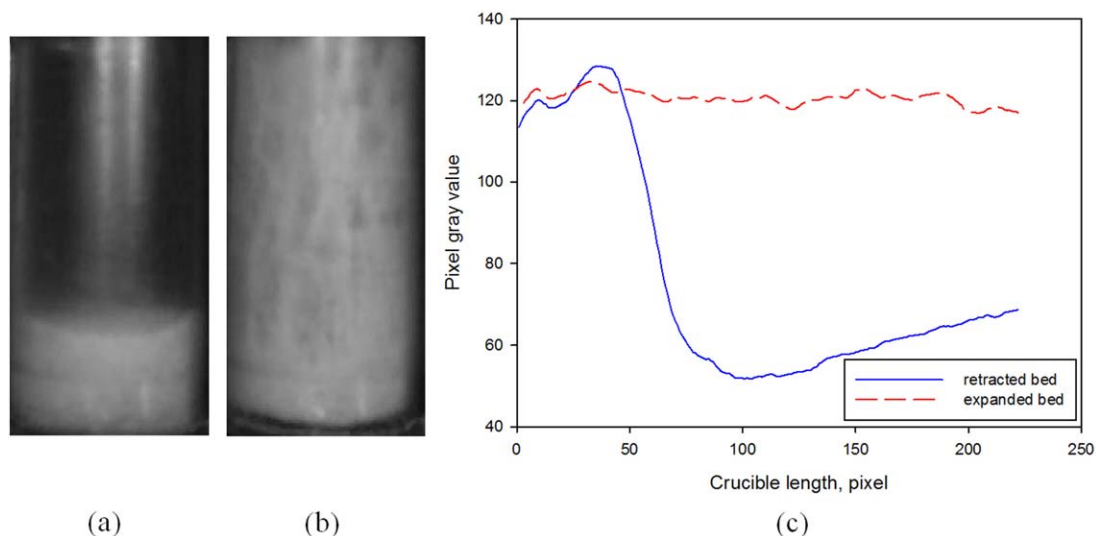 140
120
100
80
60
40
Pixel gray value
0 50 100 150 200 250
Crucible length, pixel
retracted bed
expanded bed
(a) (b) (c)